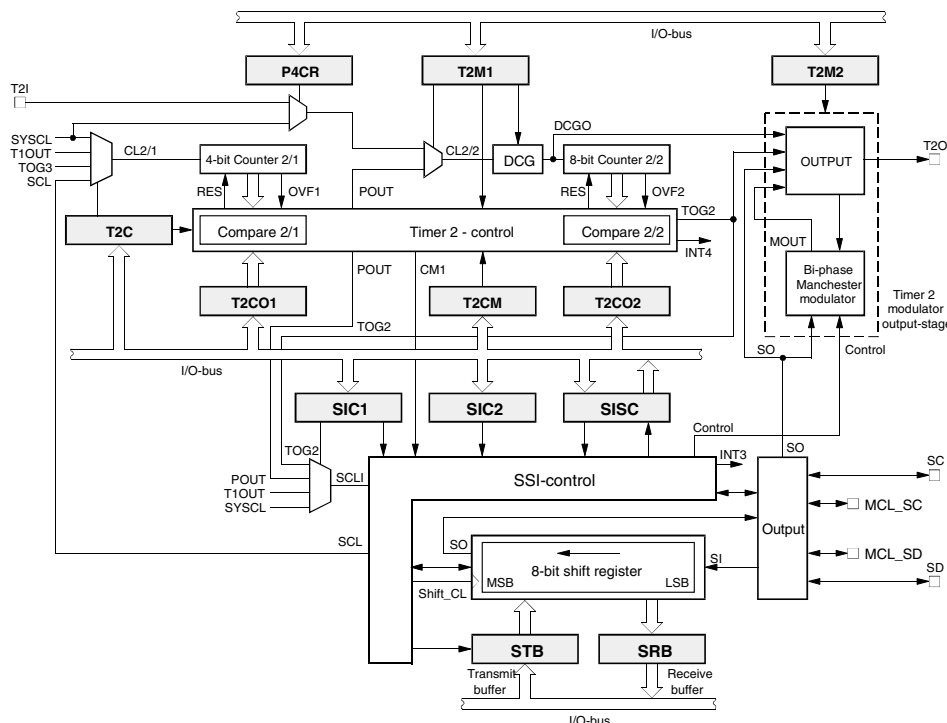 I/O-bus
P4CR
T2M1
T2M2
T2I
DCGO
SYSCL
T1OUT
TOG3
SCL
CL2/1
4-bit Counter 2/1
CL2/2
DCG
8-bit Counter 2/2
OUTPUT
T2O
RES
OVF1
POUT
RES
OVF2
TOG2
T2C
Compare 2/1
Timer 2 - control
Compare 2/2
INT4
MOUT
POUT
CM1
Bi-phase
Manchester
modulator
T2CO1
T2CM
T2CO2
Timer 2
modulator
output-stage
TOG2
SO
Control
I/O-bus
SIC1
SIC2
SISC
Control
TOG2
SO
INT3
SC
POUT
T1OUT
SYSCL
SCLI
SSI-control
MCL_SC
Output
SCL
SO
SI
MCL_SD
8-bit shift register
SD
MSB
LSB
Shift_CL
STB
SRB
Transmit
buffer
Receive
buffer
I/O-bus